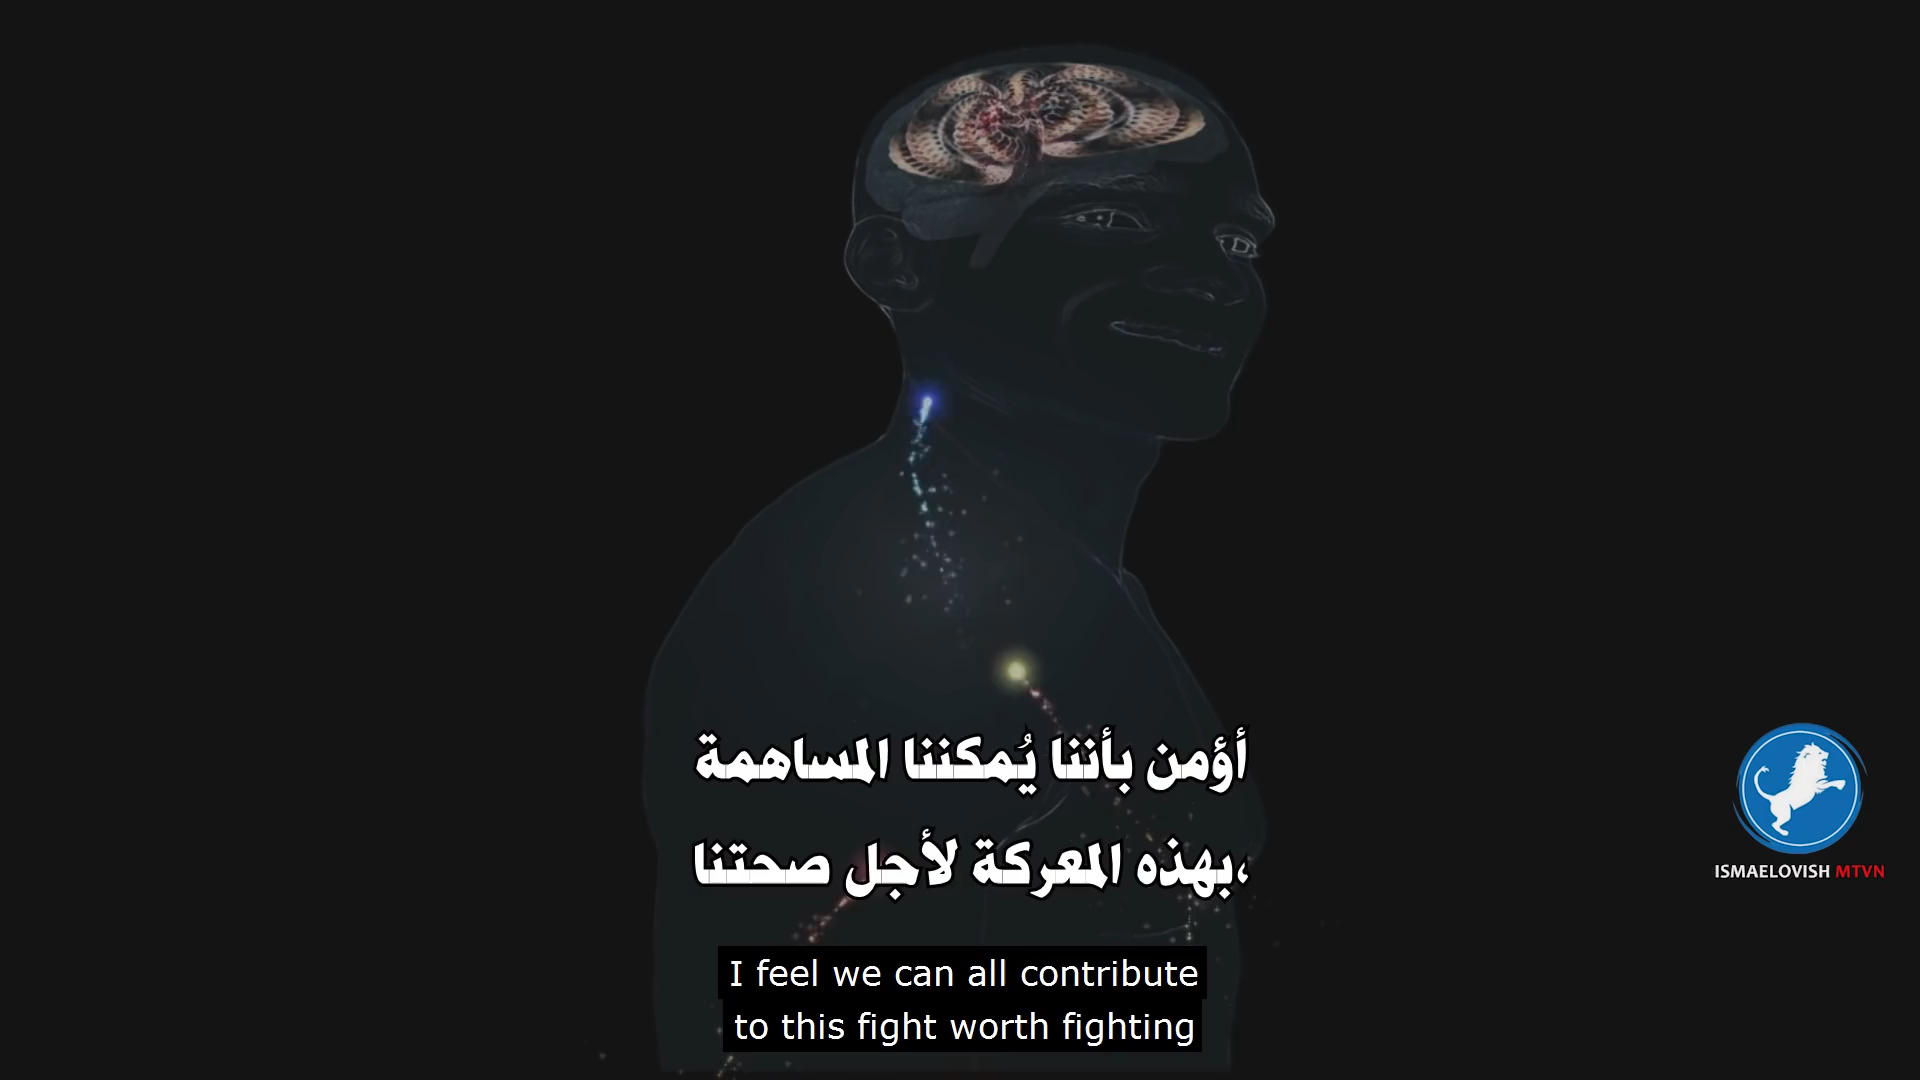 أؤمن بأننا يُمكننا المساهمة
بهذه المعركة لأجل صحتنا،
I feel we can all contribute
to this fight worth fighting
ISMAELOVISH MTVN